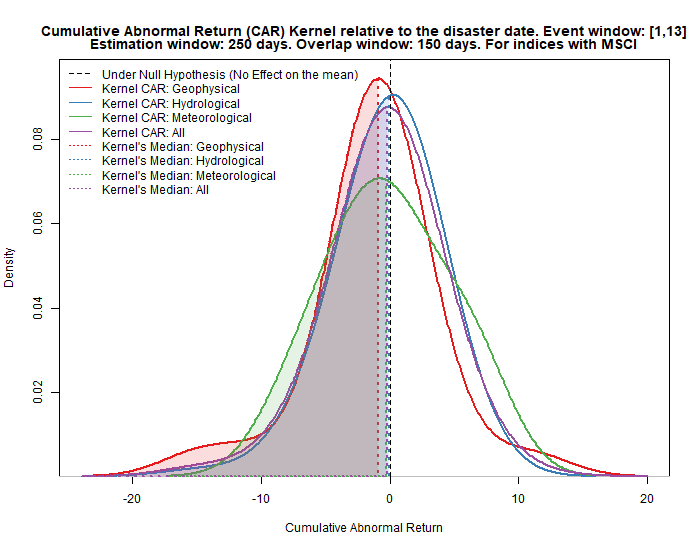 Cumulative Abnormal Return (CAR) Kernel relative to the disaster date. Event window: [1,13]
Estimation window: 250 days. Overlap window: 150 days. For indices with MSCI
Under Null Hypothesis (No Effect on the mean)
Kernel CAR: Geophysical
Kernel CAR: Hydrological
Kernel CAR: Meteorological
Kernel CAR: All
Kernel's Median: Geophysical
Kernel's Median: Hydrological
Kernel's Median: Meteorological
Kernel's Median: All
Density
0.08
0.06
0.04
0.02
-20
-10
0
10
20
Cumulative Abnormal Return